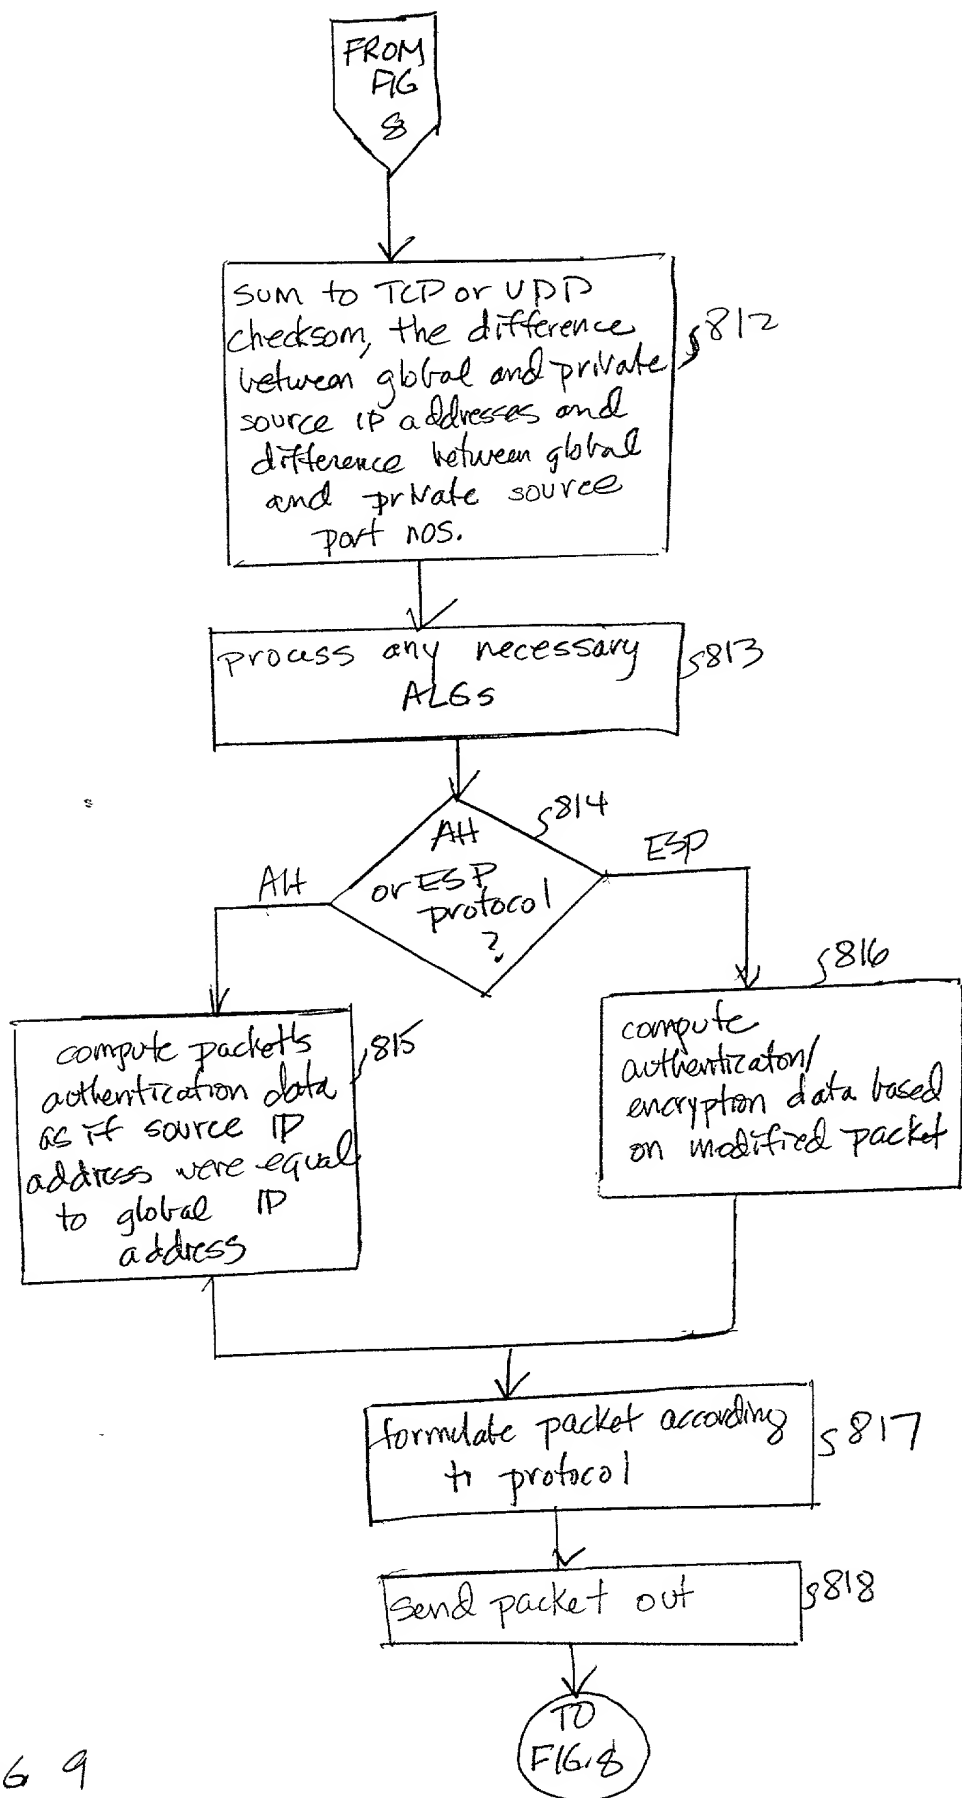 FROM
FIG
8
sum to TCP or UDP
checksom, the difference
between global and private
source IP addresses and
difference between global
and private source
port nos.
812
process any necessary
ALGs
813
814
AH
or ESP
protocol
?
AH
ESP
compute packet's
authentication data
as if source IP
address were equal
to global IP
address
815
816
compute
authenticaton/
encryption data based
on modified packet
formulate packet according
to protocol
817
send packet out
818
TO
FIG. 8
G 9